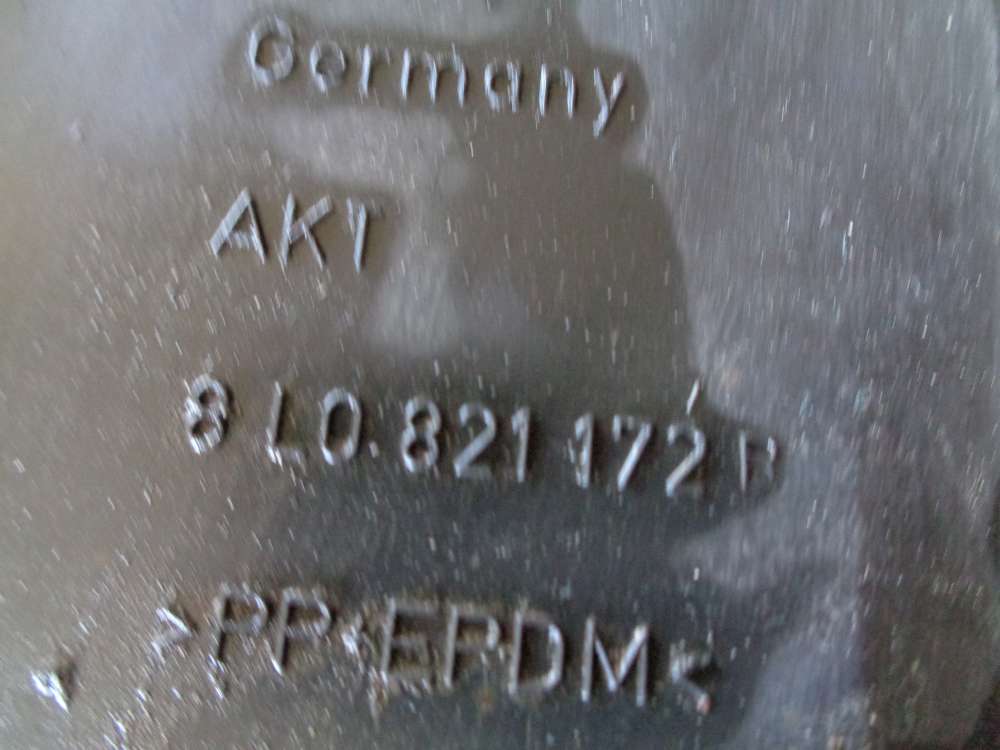 Germany
AKT
8 L0.821 172 B
>PP+EPDM<